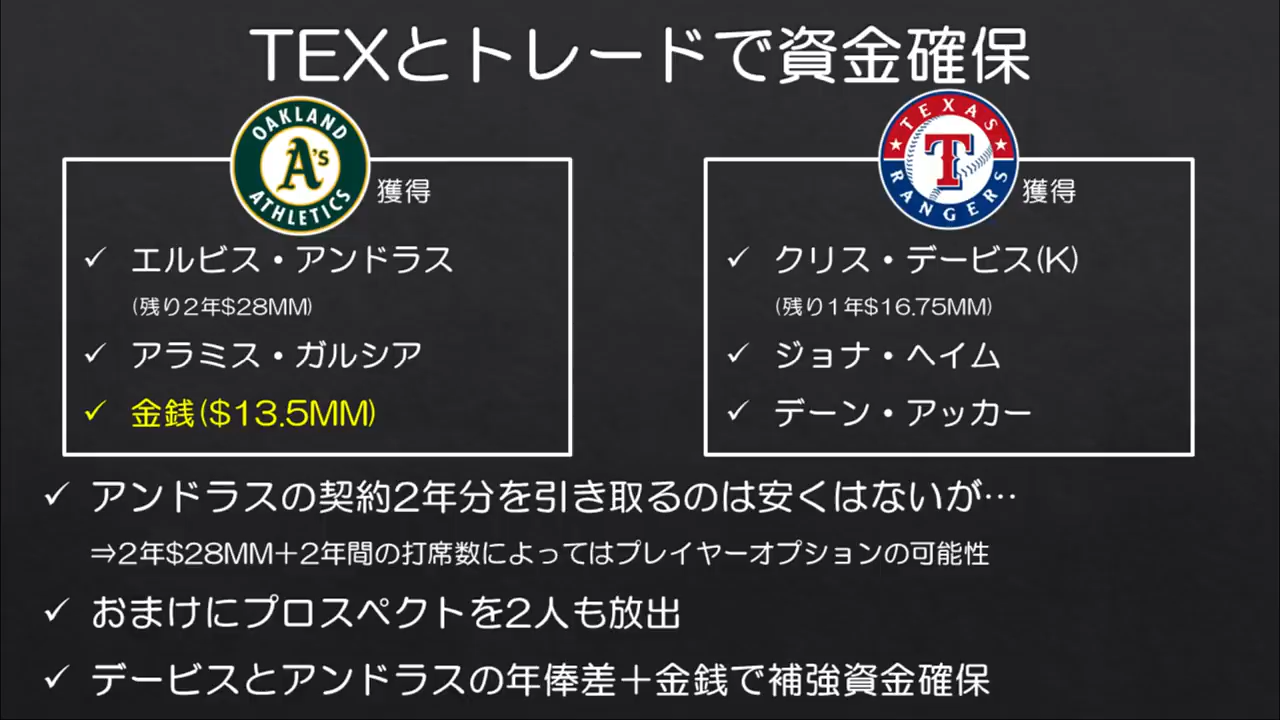 TEXとトレードで資金確保
OAKLAND
A's
ATHLETICS
獲得
✓ エルビス・アンドラス
(残り2年$28MM)
✓ アラミス・ガルシア
✓ 金銭($13.5MM)
TEXAS
T
RANGERS
獲得
✓ クリス・デービス(K)
(残り1年$16.75MM)
✓ ジョナ・ヘイム
✓ デーン・アッカー
✓ アンドラスの契約2年分を引き取るのは安くはないが…
⇒2年$28MM＋2年間の打席数によってはプレイヤーオプションの可能性
✓ おまけにプロスペクトを2人も放出
✓ デービスとアンドラスの年俸差＋金銭で補強資金確保